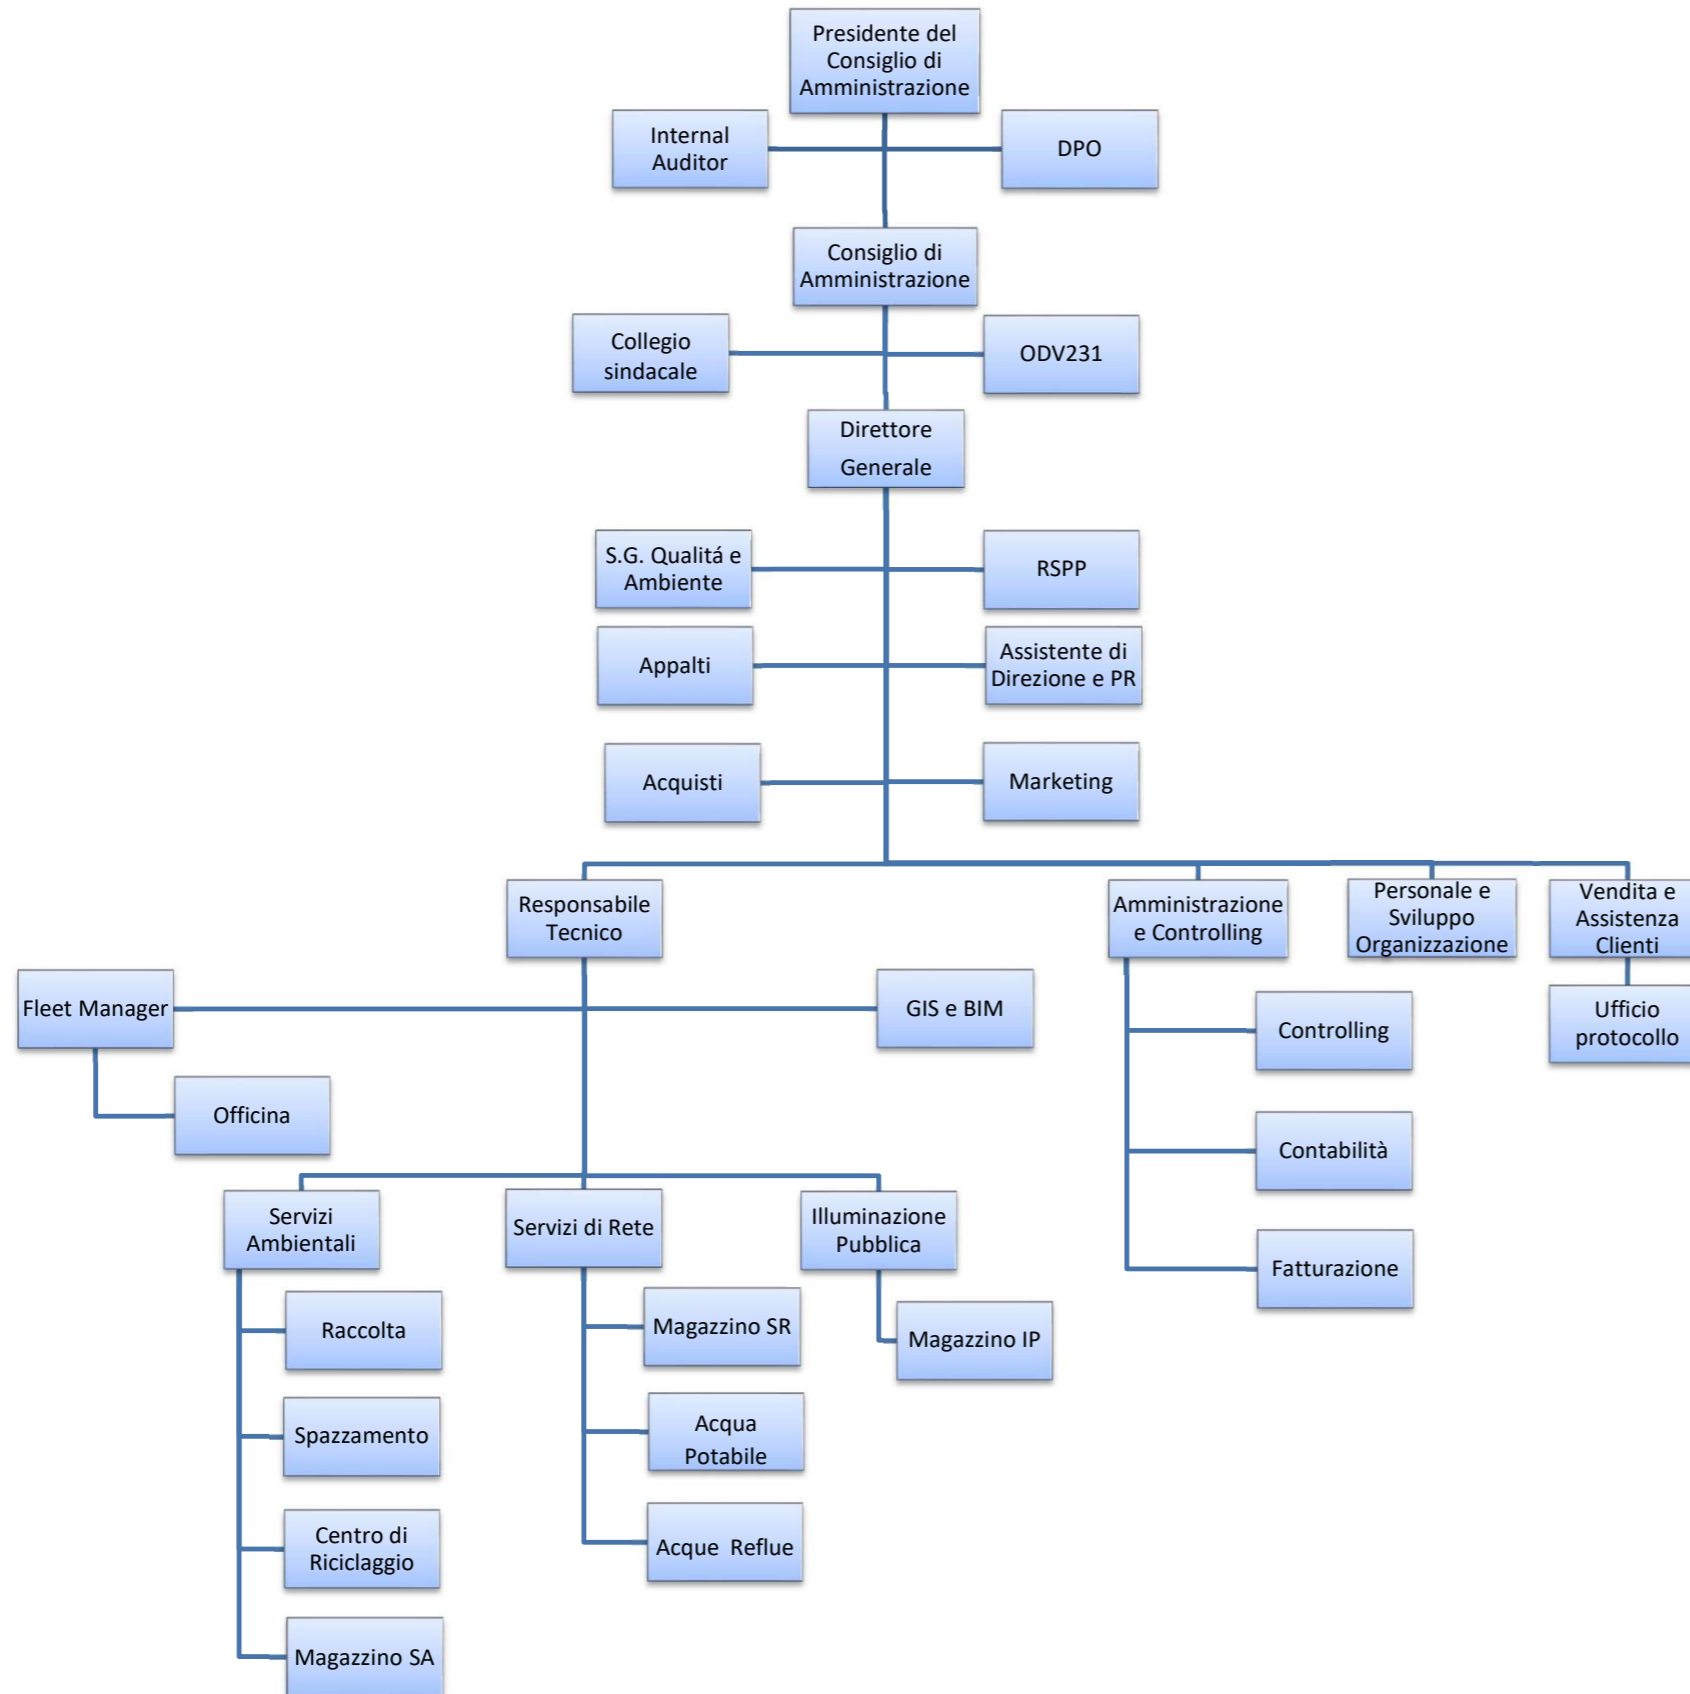 Presidente del
Consiglio di
Amministrazione
Internal
Auditor
DPO
Consiglio di
Amministrazione
Collegio
sindacale
ODV231
Direttore
Generale
S.G. Qualitá e
Ambiente
RSPP
Appalti
Assistente di
Direzione e PR
Acquisti
Marketing
Responsabile
Tecnico
Amministrazione
e Controlling
Personale e
Sviluppo
Organizzazione
Vendita e
Assistenza
Clienti
Fleet Manager
GIS e BIM
Controlling
Ufficio
protocollo
Officina
Contabilità
Servizi
Ambientali
Servizi di Rete
Illuminazione
Pubblica
Fatturazione
Raccolta
Magazzino SR
Magazzino IP
Spazzamento
Acqua
Potabile
Centro di
Riciclaggio
Acque Reflue
Magazzino SA